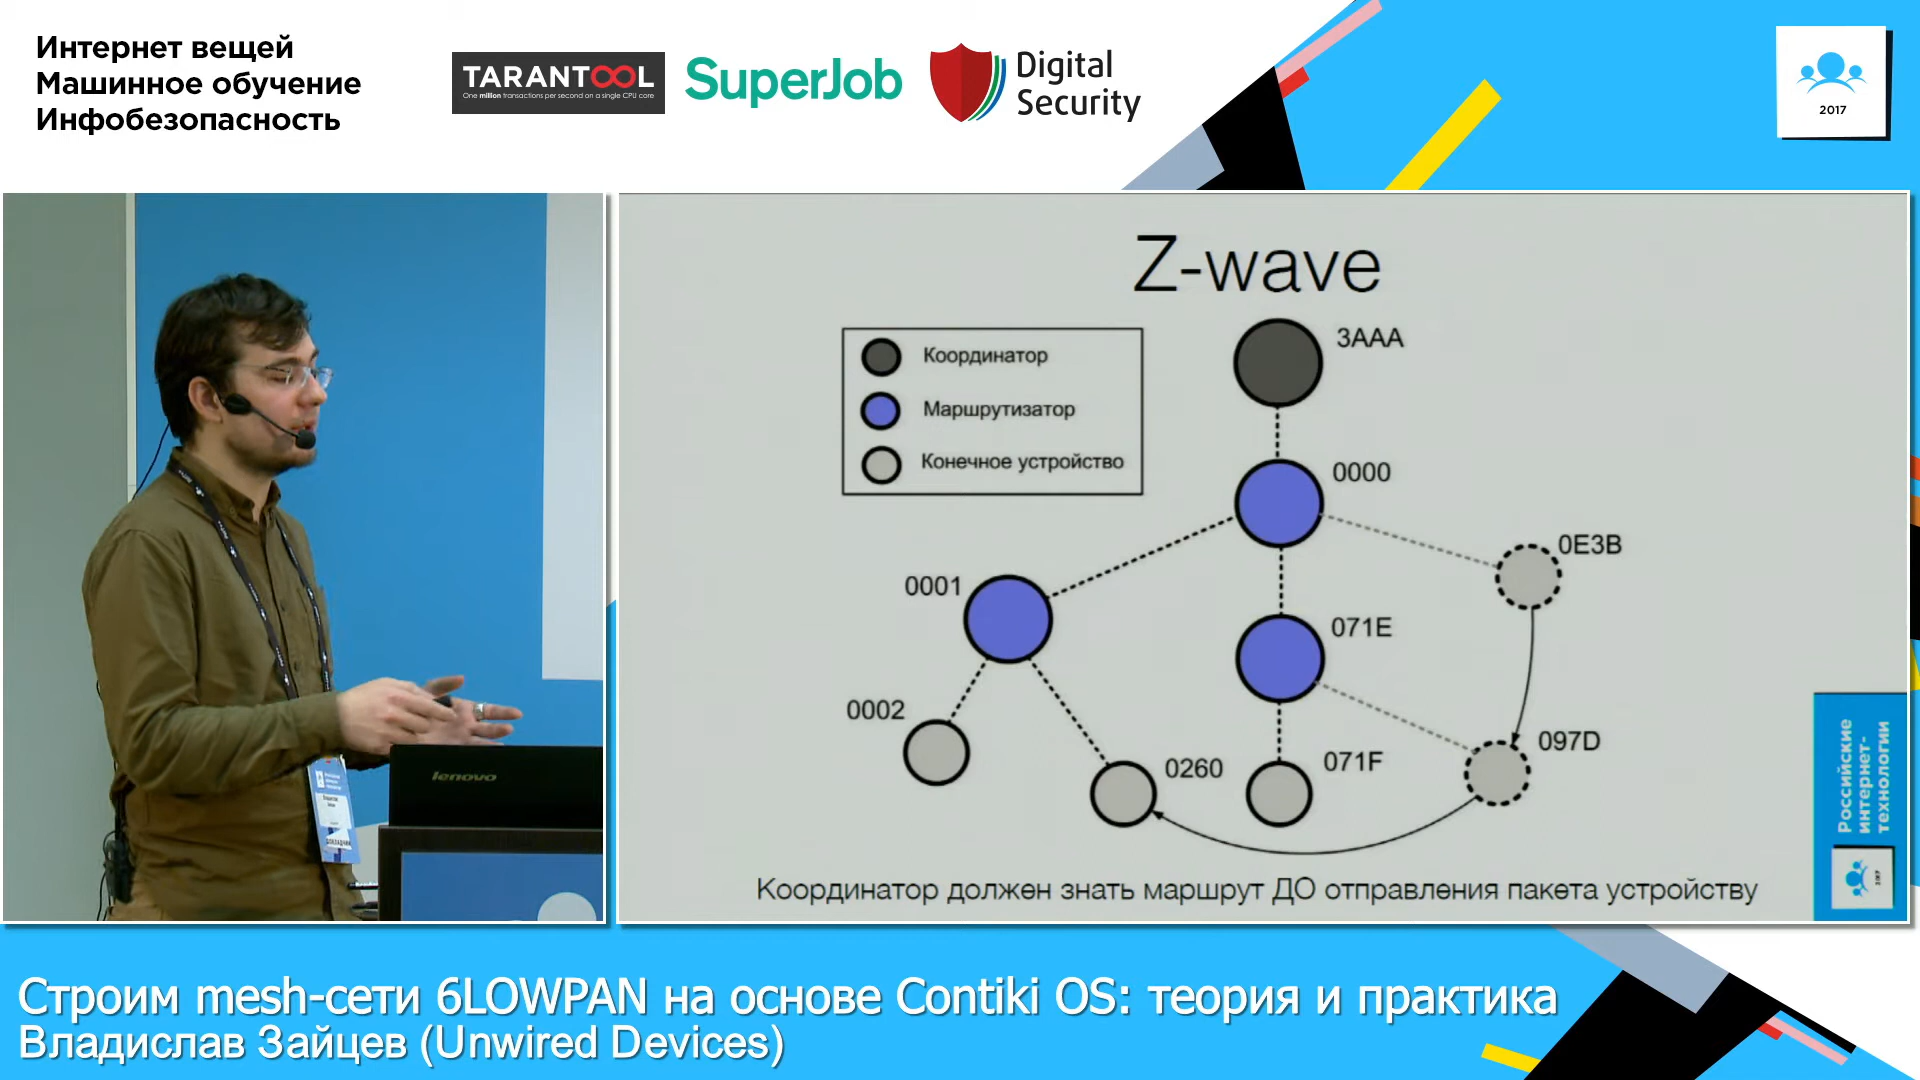 Интернет вещей
Машинное обучение
Инфобезопасность
TARANTOOL
One million transactions per second on a single CPU core
SuperJob
Digital
Security
2017
Z-wave
Координатор
Маршрутизатор
Конечное устройство
3AAA
0000
0E3B
0001
071E
0002
0260
071F
097D
Координатор должен знать маршрут ДО отправления пакета устройству
Российские
интернет-
технологии
lenovo
ДОКЛАДЧИК
Строим mesh-сети 6LOWPAN на основе Contiki OS: теория и практика
Владислав Зайцев (Unwired Devices)